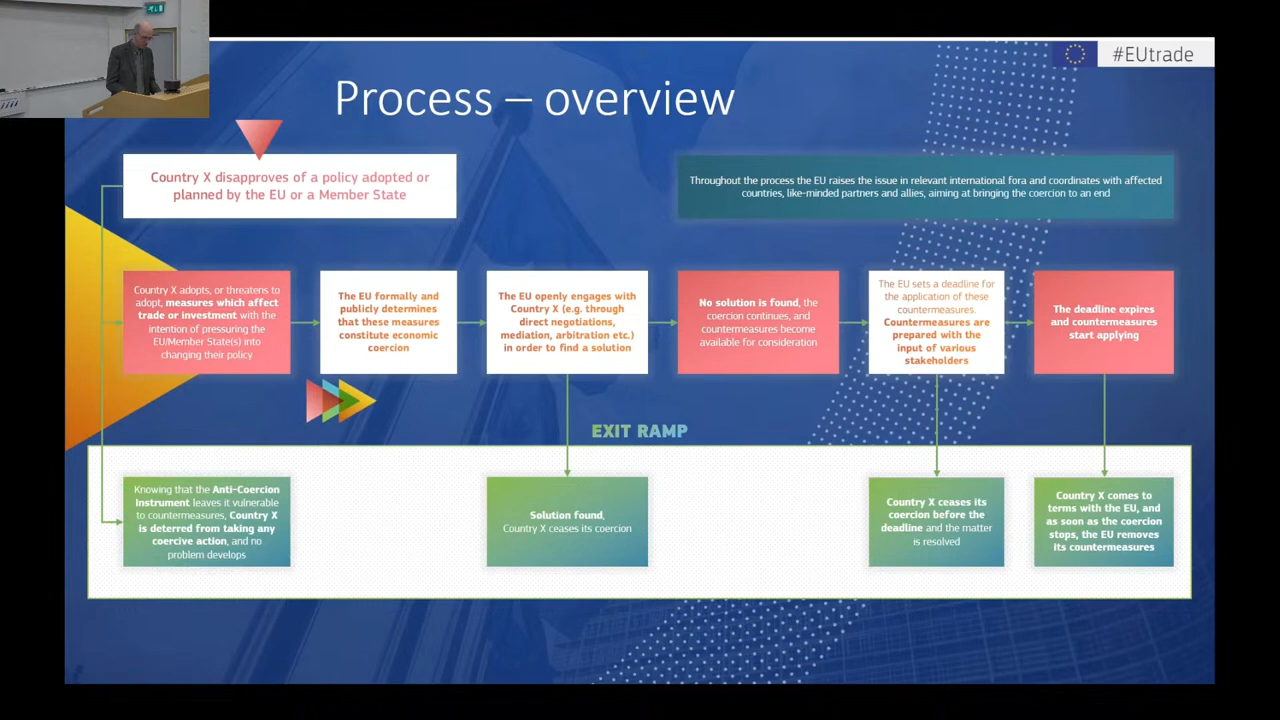 #EUtrade
Process – overview
Country X disapproves of a policy adopted or
planned by the EU or a Member State
Throughout the process the EU raises the issue in relevant international fora and coordinates with affected
countries, like-minded partners and allies, aiming at bringing the coercion to an end
Country X adopts, or threatens to
adopt, measures which affect
trade or investment with the
intention of pressuring the
EU/Member State(s) into
changing their policy
The EU formally and
publicly determines
that these measures
constitute economic
coercion
The EU openly engages with
Country X (e.g. through
direct negotiations,
mediation, arbitration etc.)
in order to find a solution
No solution is found, the
coercion continues, and
countermeasures become
available for consideration
The EU sets a deadline for
the application of these
countermeasures.
Countermeasures are
prepared with the
input of various
stakeholders
The deadline expires
and countermeasures
start applying
EXIT RAMP
Knowing that the Anti-Coercion
Instrument leaves it vulnerable
to countermeasures, Country X
is deterred from taking any
coercive action, and no
problem develops
Solution found,
Country X ceases its coercion
Country X ceases its
coercion before the
deadline and the matter
is resolved
Country X comes to
terms with the EU, and
as soon as the coercion
stops, the EU removes
its countermeasures